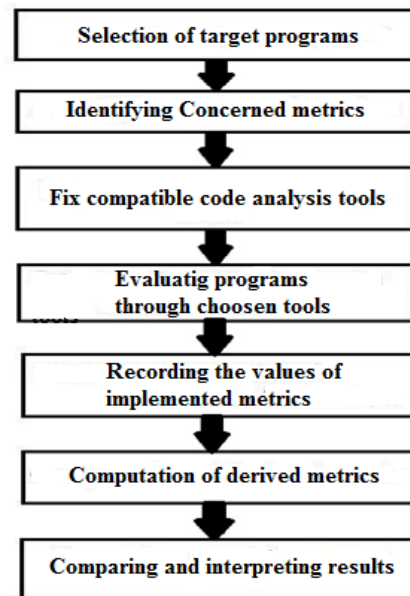 Selection of target programs
Identifying Concerned metrics
Fix compatible code analysis tools
Evaluatig programs
through choosen tools
Recording the values of
implemented metrics
Computation of derived metrics
Comparing and interpreting results